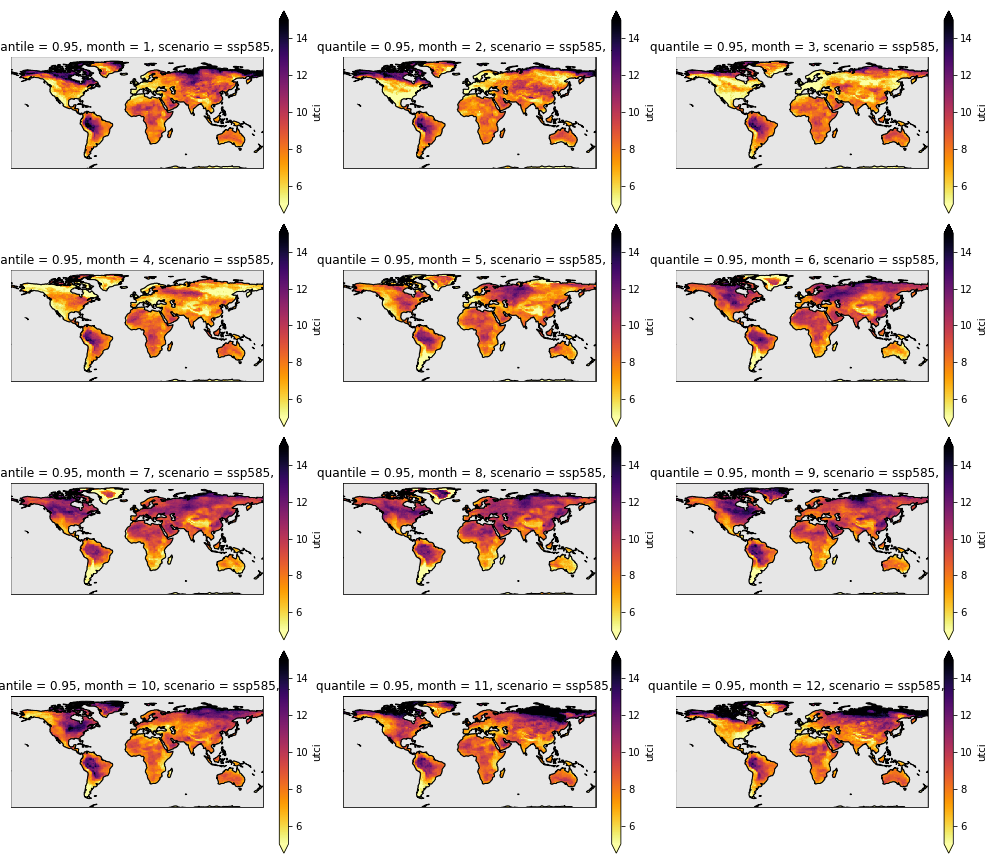 antile = 0.95, month = 1, scenario = ssp585,
14
12
10
8
6
utci
quantile = 0.95, month = 2, scenario = ssp585,
14
12
10
8
6
utci
quantile = 0.95, month = 3, scenario = ssp585,
14
12
10
8
6
utci
antile = 0.95, month = 4, scenario = ssp585,
14
12
10
8
6
utci
quantile = 0.95, month = 5, scenario = ssp585,
14
12
10
8
6
utci
quantile = 0.95, month = 6, scenario = ssp585,
14
12
10
8
6
utci
antile = 0.95, month = 7, scenario = ssp585,
14
12
10
8
6
utci
quantile = 0.95, month = 8, scenario = ssp585,
14
12
10
8
6
utci
quantile = 0.95, month = 9, scenario = ssp585,
14
12
10
8
6
utci
antile = 0.95, month = 10, scenario = ssp585,
14
12
10
8
6
utci
quantile = 0.95, month = 11, scenario = ssp585,
14
12
10
8
6
utci
quantile = 0.95, month = 12, scenario = ssp585,
14
12
10
8
6
utci